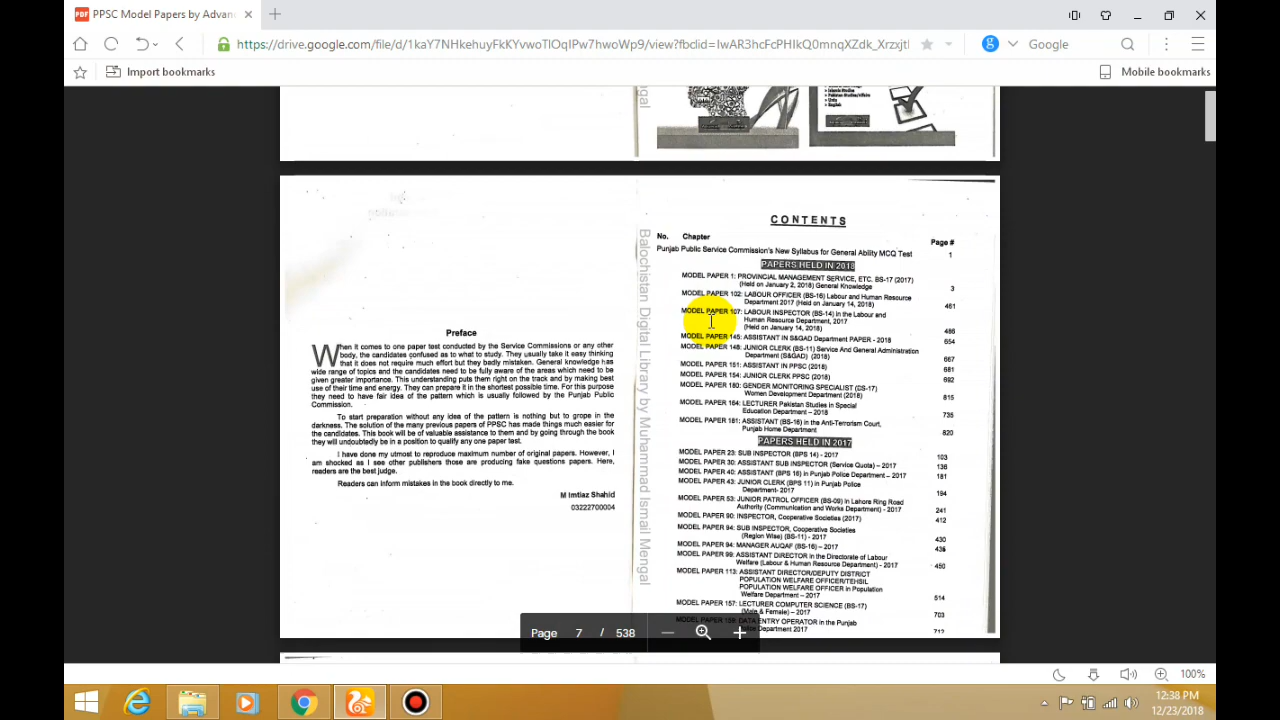 PPSC Model Papers by Advan
https://drive.google.com/file/d/1kaY7NHkehuyFkKYvwoTlOqIPw7hwoWp9/view?fbclid=IwAR3hcFcPHIkQ0mnqXZdk_Xrzxjtl
Google
Import bookmarks
Mobile bookmarks
Islamic Studies
Pakistan Studies/Affairs
Urdu
English
Preface
When it comes to one paper test conducted by the Service Commissions or any other
body, the candidates confused as to what to study. They usually take it easy thinking
that it does not require much effort but they badly mistaken. General knowledge has
wide range of topics and the candidates need to be fully aware of the areas which need to be
given greater importance. This understanding puts them right on the track and by making best
use of their time and energy. They can prepare it in the shortest possible time. For this purpose
they need to have fair idea of the pattern which is usually followed by the Punjab Public
Commission.
To start preparation without any idea of the pattern is nothing but to grope in the
darkness. The solution of the many previous papers of PPSC has made things much easier for
the candidates. This book will be of valuable assistance to them and by going through the book
they will undoubtedly be in a position to qualify any one paper test.
I have done my utmost to reproduce maximum number of original papers. However, I
am shocked as I see other publishers those are producing fake questions papers. Here,
readers are the best judge.
Readers can inform mistakes in the book directly to me.
M Imtiaz Shahid
03222700004
Balochistan Digital Library by Muhammad Ismail Mengal
CONTENTS
No. Chapter Page #
Punjab Public Service Commission's New Syllabus for General Ability MCQ Test 1
PAPERS HELD IN 2018
MODEL PAPER 1: PROVINCIAL MANAGEMENT SERVICE, ETC. BS-17 (2017)
(Held on January 2, 2018) General Knowledge 3
MODEL PAPER 102: LABOUR OFFICER (BS-16) Labour and Human Resource
Department 2017 (Held on January 14, 2018) 461
MODEL PAPER 107: LABOUR INSPECTOR (BS-14) in the Labour and
Human Resource Department, 2017
(Held on January 14, 2018) 486
MODEL PAPER 145: ASSISTANT IN S&GAD Department PAPER - 2018 654
MODEL PAPER 148: JUNIOR CLERK (BS-11) Service And General Administration
Department (S&GAD) (2018) 667
MODEL PAPER 151: ASSISTANT IN PPSC (2018) 681
MODEL PAPER 154: JUNIOR CLERK PPSC (2018) 692
MODEL PAPER 180: GENDER MONITORING SPECIALIST (DS-17)
Women Development Department (2018) 815
MODEL PAPER 164: LECTURER Pakistan Studies in Special
Education Department – 2018 735
MODEL PAPER 181: ASSISTANT (BS-16) in the Anti-Terrorism Court,
Punjab Home Department 820
PAPERS HELD IN 2017
MODEL PAPER 23: SUB INSPECTOR (BPS 14) - 2017 103
MODEL PAPER 30: ASSISTANT SUB INSPECTOR (Service Quota) – 2017 136
MODEL PAPER 40: ASSISTANT (BPS 16) in Punjab Police Department – 2017 181
MODEL PAPER 43: JUNIOR CLERK (BPS 11) in Punjab Police
Department- 2017 194
MODEL PAPER 53: JUNIOR PATROL OFFICER (BS-09) in Lahore Ring Road
Authority (Communication and Works Department) - 2017 241
MODEL PAPER 90: INSPECTOR, Cooperative Societies (2017) 412
MODEL PAPER 94: SUB INSPECTOR, Cooperative Societies
(Region Wise) (BS-11) - 2017 430
MODEL PAPER 94: MANAGER AUQAF (BS-16) – 2017 436
MODEL PAPER 99: ASSISTANT DIRECTOR in the Directorate of Labour
Welfare (Labour & Human Resource Department) - 2017 450
MODEL PAPER 113: ASSISTANT DIRECTOR/DEPUTY DISTRICT
POPULATION WELFARE OFFICER/TEHSIL
POPULATION WELFARE OFFICER in Population
Welfare Department – 2017 514
MODEL PAPER 157: LECTURER COMPUTER SCIENCE (BS-17)
(Male & Female) – 2017 703
MODEL PAPER 159: DATA ENTRY OPERATOR in the Punjab
Police Department 2017 712
Page 7 / 538
100%
12:38 PM
12/23/2018